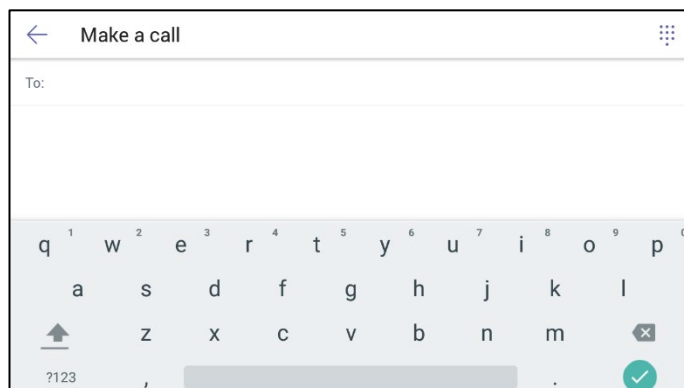 Make a call
To:
q 1 w 2 e 3 r 4 t 5 y 6 u 7 i 8 o 9 p 0
a s d f g h j k l
z x c v b n m
?123 , .